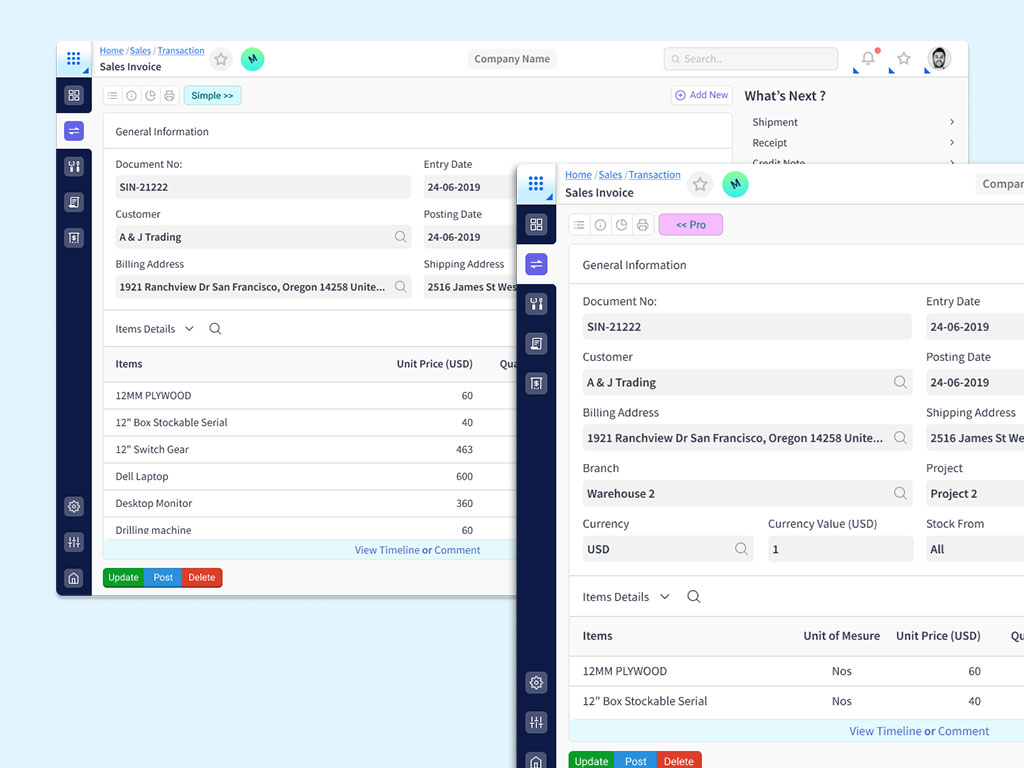 Home / Sales / Transaction
Sales Invoice
M
Company Name
Search..
Simple >>
Add New
What's Next ?
Shipment
Receipt
Credit Note
General Information
Document No:
Entry Date
SIN-21222
24-06-2019
Customer
Posting Date
A & J Trading
24-06-2019
Billing Address
Shipping Address
1921 Ranchview Dr San Francisco, Oregon 14258 Unite...
2516 James St Wes
Items Details
Items
Unit Price (USD)
Qua
12MM PLYWOOD
60
12" Box Stockable Serial
40
12" Switch Gear
463
Dell Laptop
600
Desktop Monitor
360
Drilling machine
60
View Timeline or Comment
Update
Post
Delete
Home / Sales / Transaction
Sales Invoice
M
Compan
<< Pro
General Information
Document No:
Entry Date
SIN-21222
24-06-2019
Customer
Posting Date
A & J Trading
24-06-2019
Billing Address
Shipping Address
1921 Ranchview Dr San Francisco, Oregon 14258 Unite...
2516 James St We
Branch
Project
Warehouse 2
Project 2
Currency
Currency Value (USD)
Stock From
USD
1
All
Items Details
Items
Unit of Mesure
Unit Price (USD)
Qu
12MM PLYWOOD
Nos
60
12" Box Stockable Serial
Nos
40
View Timeline or Comment
Update
Post
Delete